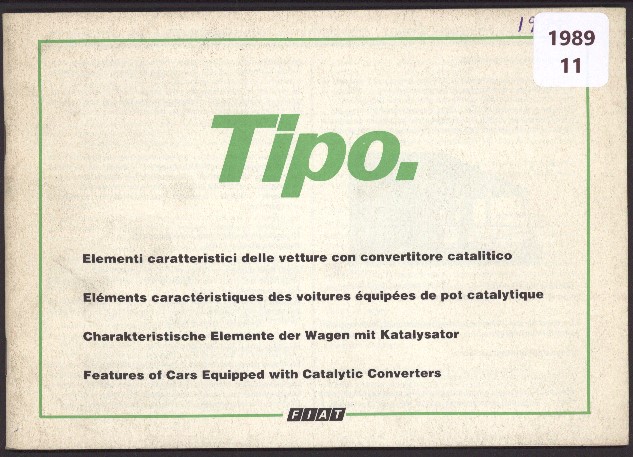 1989
11
Tipo.
Elementi caratteristici delle vetture con convertitore catalitico
Eléments caractéristiques des voitures équipées de pot catalytique
Charakteristische Elemente der Wagen mit Katalysator
Features of Cars Equipped with Catalytic Converters
FIAT